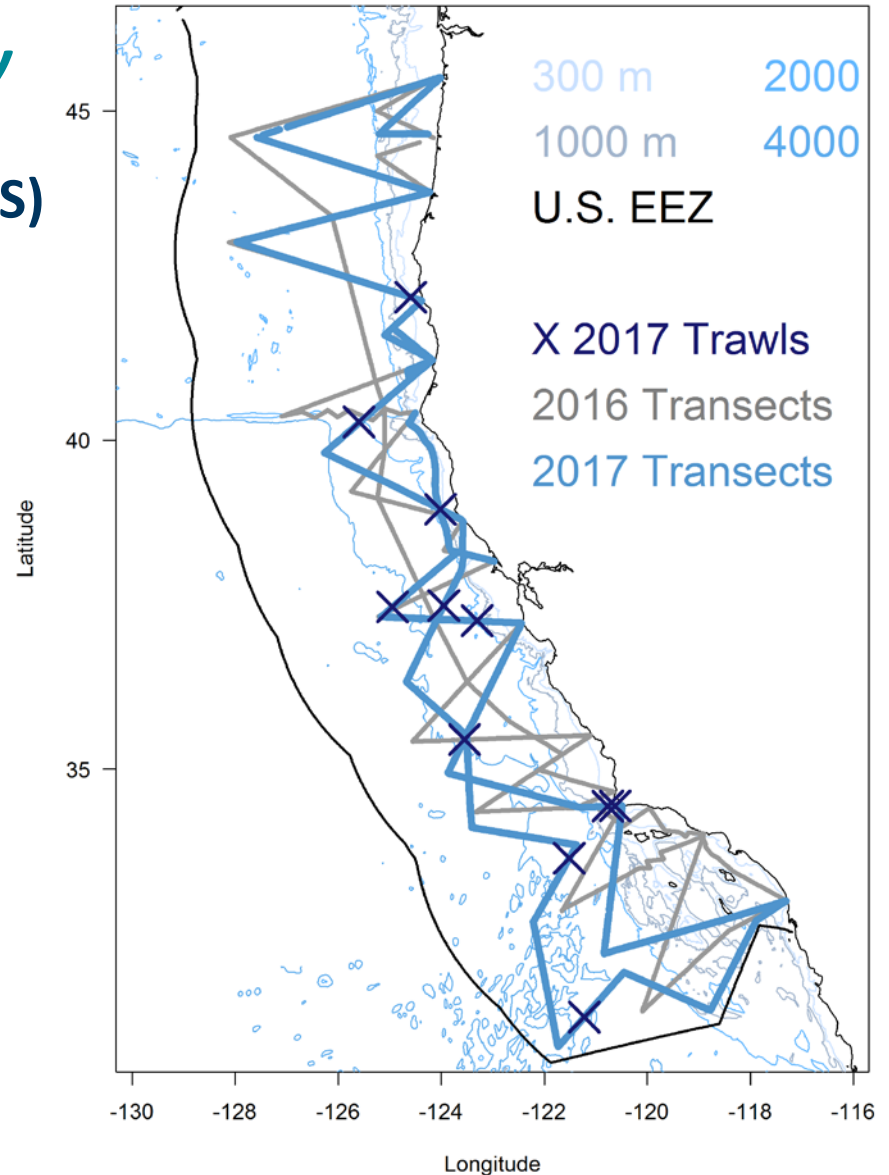 y
S)
300 m 2000
1000 m 4000
U.S. EEZ
X 2017 Trawls
2016 Transects
2017 Transects
45
40
35
Latitude
-130 -128 -126 -124 -122 -120 -118 -116
Longitude